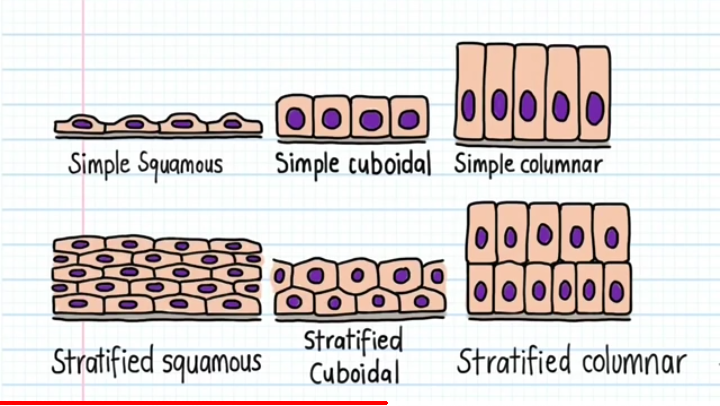 Simple Squamous
Simple cuboidal
Simple columnar
Stratified squamous
Stratified
Cuboidal
Stratified columnar